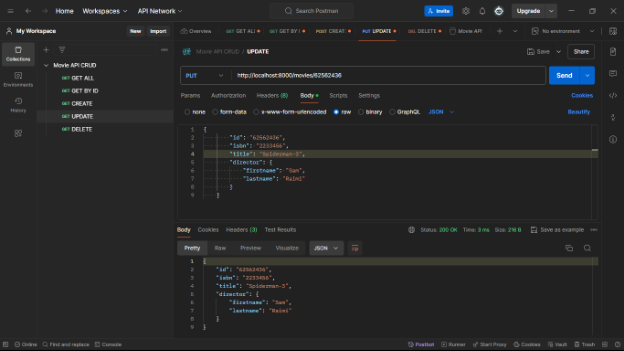 Home Workspaces API Network Search Postman Invite Upgrade
My Workspace New Import Overview GET ALL GET BY I POST CREAT PUT UPDATE DEL DELETE Movie API No environment
Collections
Environments
History
Movie API CRUD
GET GET ALL
GET GET BY ID
GET CREATE
GET UPDATE
GET DELETE
Movie API CRUD / UPDATE Save Share
PUT http://localhost:8000/movies/62562436 Send
Params Authorization Headers (8) Body Scripts Settings Cookies
none form-data x-www-form-urlencoded raw binary GraphQL JSON Beautify
1 {
2 "id": "62562436",
3 "isbn": "2233466",
4 "title": "Spiderman-3",
5 "director": {
6 "firstname": "Sam",
7 "lastname": "Raimi"
8 }
9 }
Body Cookies Headers (3) Test Results Status: 200 OK Time: 3 ms Size: 216 B Save as example
Pretty Raw Preview Visualize JSON
1 {
2 "id": "62562436",
3 "isbn": "2233466",
4 "title": "Spiderman-3",
5 "director": {
6 "firstname": "Sam",
7 "lastname": "Raimi"
8 }
9 }
Online Find and replace Console Postbot Runner Start Proxy Cookies Vault Trash